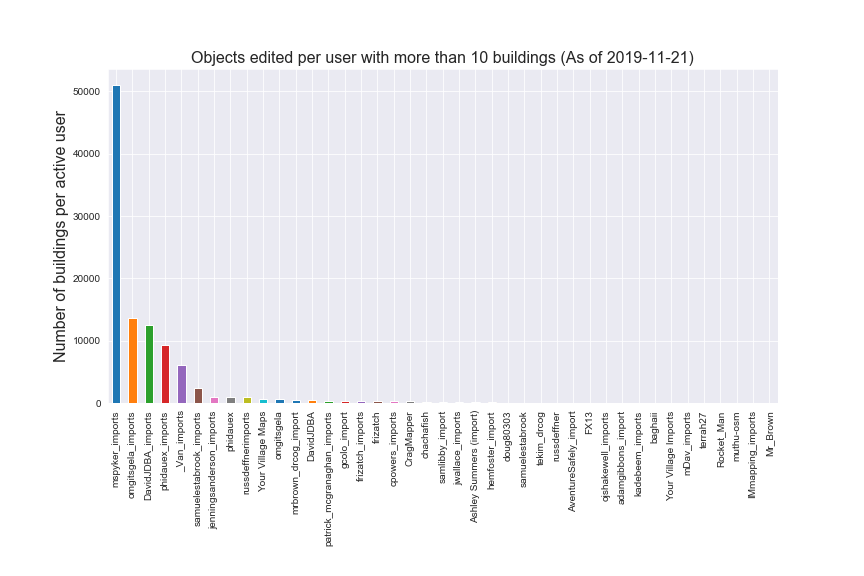 Objects edited per user with more than 10 buildings (As of 2019-11-21)
Number of buildings per active user
50000
40000
30000
20000
10000
0
mspyker_imports
omgitsgela_imports
DavidJDBA_imports
phidauex_imports
_Van_imports
samuelestabrook_imports
jenningsanderson_imports
phidauex
russdeffnerimports
Your Village Maps
omgitsgela
mrbrown_drcog_import
DavidJDBA
patrick_mcgranaghan_imports
gcolo_import
frizatch_imports
frizatch
cpowers_imports
CragMapper
chachafish
samlibby_import
jwallace_imports
Ashley Summers (import)
hemfoster_import
doug80303
samuelestabrook
tekim_drcog
russdeffner
AventureSafely_import
FX13
ojshakewell_imports
adamgibbons_import
kadebeem_imports
baghaii
Your Village Imports
mDav_imports
terrah27
Rocket_Man
muthu-osm
IMmapping_imports
Mr_Brown